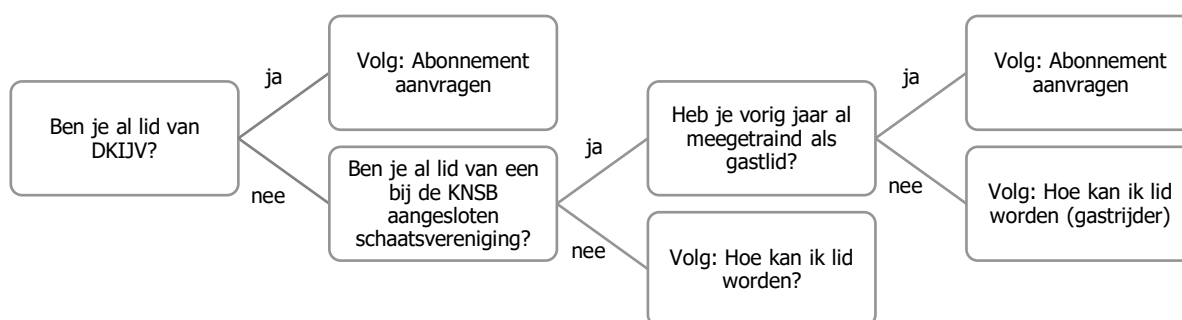 Ben je al lid van
DKIJV?
ja
nee
Volg: Abonnement
aanvragen
Ben je al lid van een
bij de KNSB
aangesloten
schaatsvereniging?
ja
nee
Heb je vorig jaar al
meegetraind als
gastlid?
ja
nee
Volg: Abonnement
aanvragen
Volg: Hoe kan ik lid
worden (gastrijder)
Volg: Hoe kan ik lid
worden?